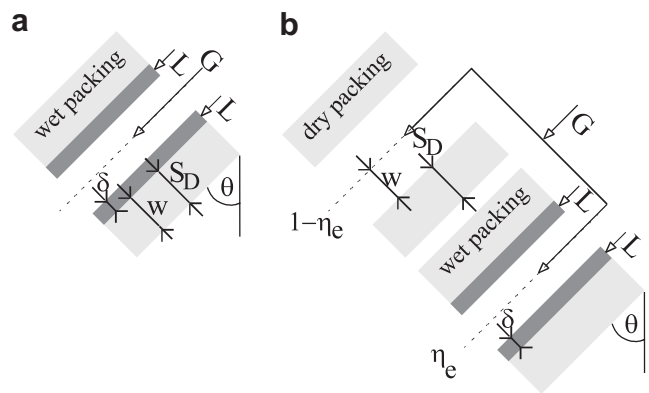 a
wet packing
L
G
L
δ
S_D
w
θ
b
dry packing
G
S_D
w
1−η_e
wet packing
L
L
δ
θ
η_e